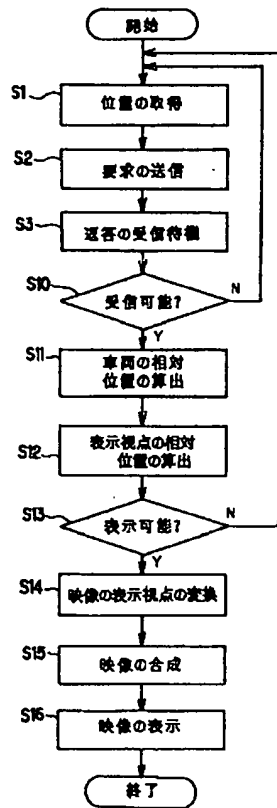 開始
S1
位置の取得
S2
要求の送信
S3
返答の受信待機
S10
受信可能?
N
Y
S11
車両の相対
位置の算出
S12
表示視点の相対
位置の算出
S13
表示可能?
N
Y
S14
映像の表示視点の変換
S15
映像の合成
S16
映像の表示
終了